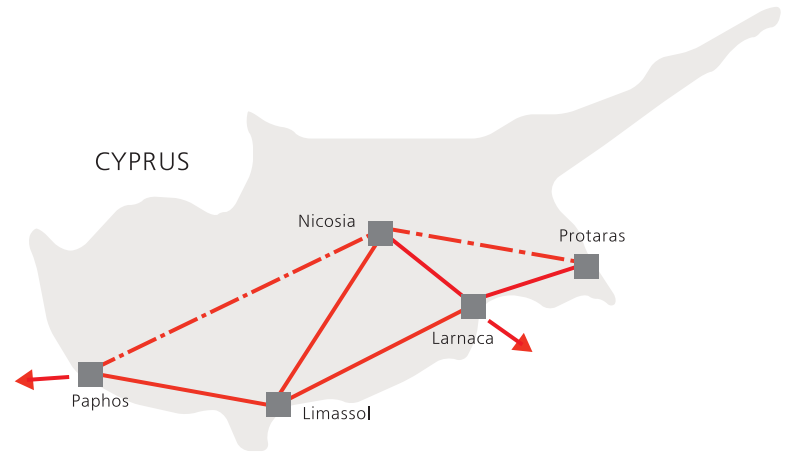 CYPRUS
Nicosia
Protaras
Larnaca
Paphos
Limassol